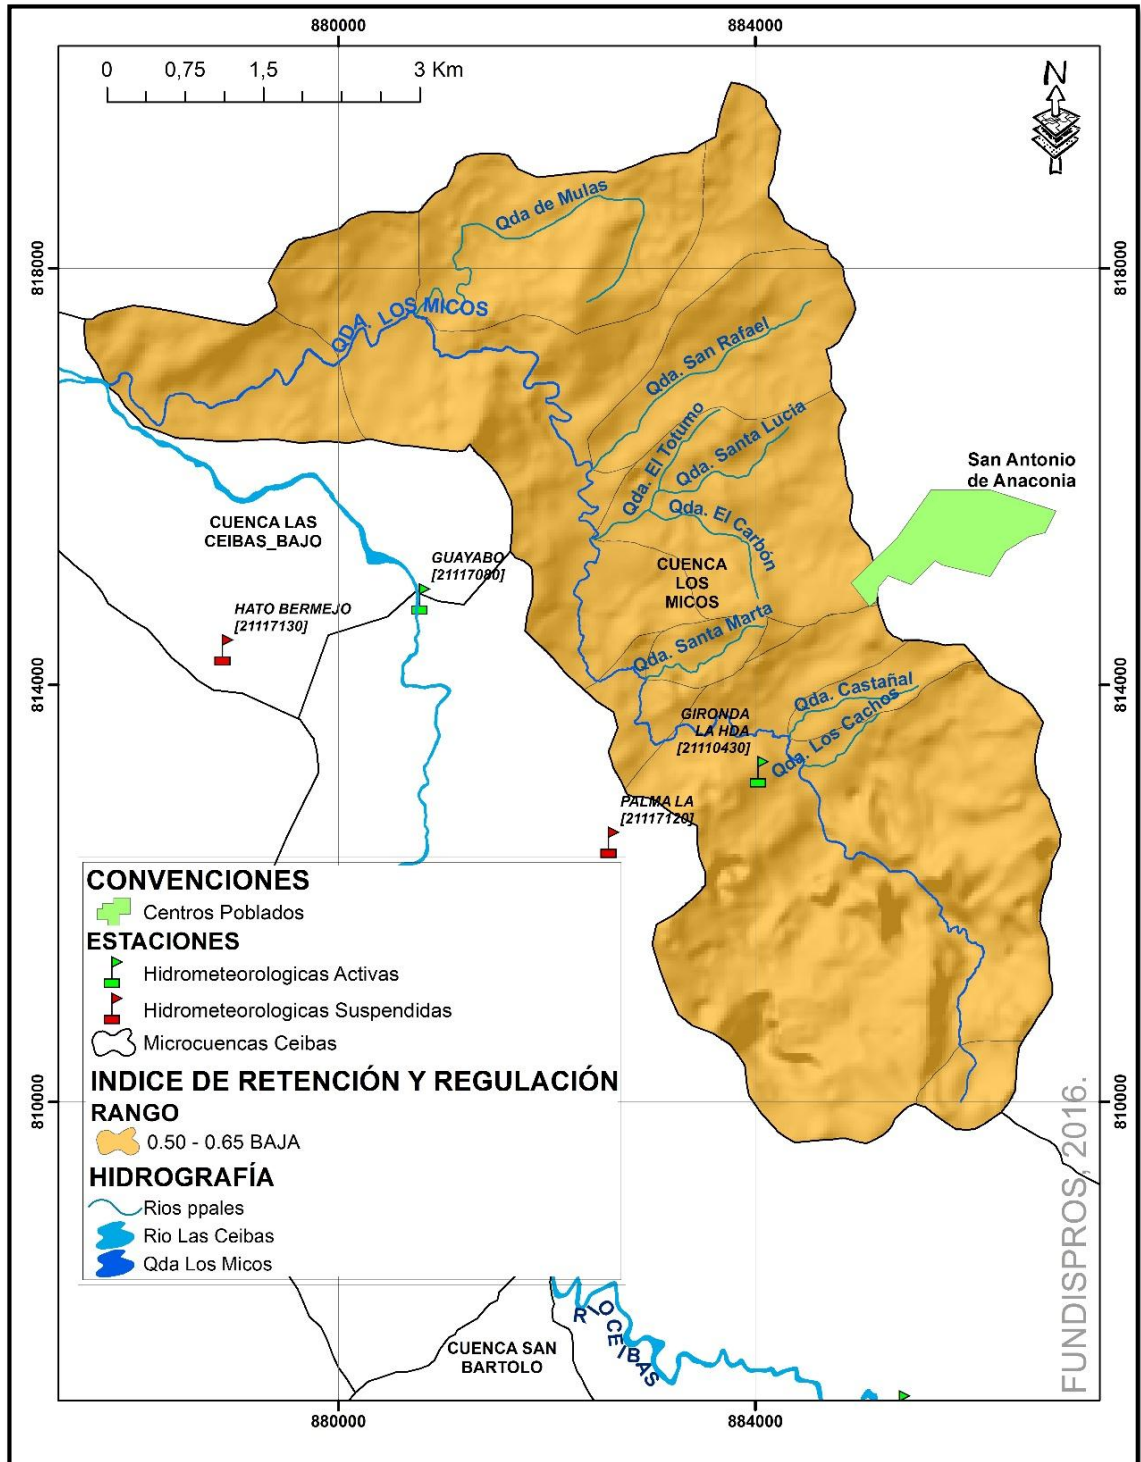 880000
884000
0 0,75 1,5 3 Km
N
818000
818000
Qda de Mulas
QDA. LOS MICOS
Qda. San Rafael
Qda. El Totumo
Qda. Santa Lucia
San Antonio
de Anaconia
Qda. El Carbón
CUENCA LAS
CEIBAS_BAJO
GUAYABO
[21117080]
CUENCA
LOS
MICOS
HATO BERMEJO
[21117130]
Qda. Santa Marta
814000
814000
Qda. Castañal
GIRONDA
LA HDA
[21110430]
Qda. Los Cachos
PALMA LA
[21117120]
CONVENCIONES
Centros Poblados
ESTACIONES
Hidrometeorologicas Activas
Hidrometeorologicas Suspendidas
Microcuencas Ceibas
INDICE DE RETENCIÓN Y REGULACIÓN
RANGO
0.50 - 0.65 BAJA
HIDROGRAFÍA
Rios ppales
Rio Las Ceibas
Qda Los Micos
810000
810000
FUNDISPROS, 2016.
RIO CEIBAS
CUENCA SAN
BARTOLO
880000
884000